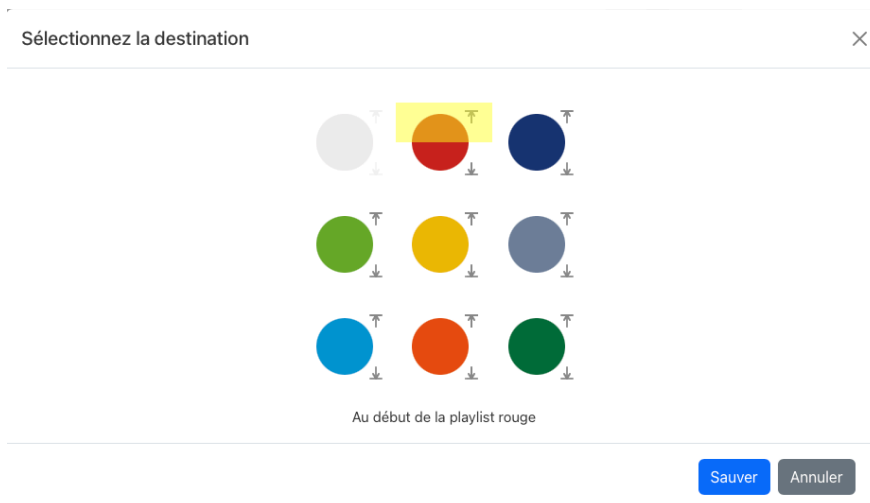 Sélectionnez la destination
Au début de la playlist rouge
Sauver Annuler